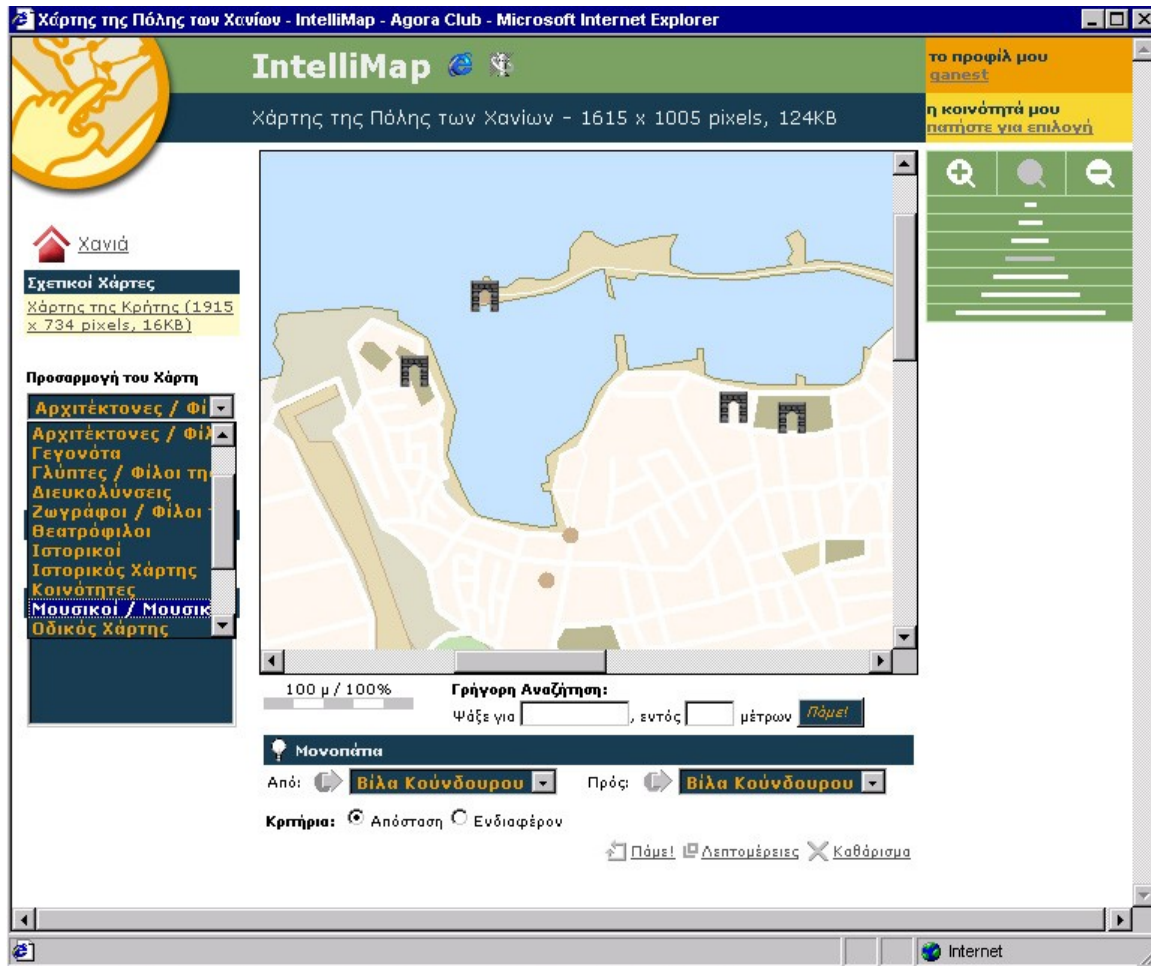 Χάρτης της Πόλης των Χανίων - IntelliMap - Agora Club - Microsoft Internet Explorer
IntelliMap
το προφίλ μου
ganest
Χάρτης της Πόλης των Χανίων - 1615 x 1005 pixels, 124KB
η κοινότητά μου
πατήστε για επιλογή
Χανιά
Σχετικοί Χάρτες
Χάρτης της Κρήτης (1915
x 734 pixels, 16KB)
Προσαρμογή του Χάρτη
Αρχιτέκτονες / Φί
Αρχιτέκτονες / Φίλ
Γεγονότα
Γλύπτες / Φίλοι τη
Διευκολύνσεις
Ζωγράφοι / Φίλοι
Θεατρόφιλοι
Ιστορικοί
Ιστορικός Χάρτης
Κοινότητες
Μουσικοί / Μουσικ
Οδικός Χάρτης
100 μ / 100%
Γρήγορη Αναζήτηση:
Ψάξε για , εντός μέτρων Πάμε!
Μονοπάτια
Από: Βίλα Κούνδουρου Πρός: Βίλα Κούνδουρου
Κριτήρια: Απόσταση Ενδιαφέρον
Πάμε! Λεπτομέρειες Καθάρισμα
Internet